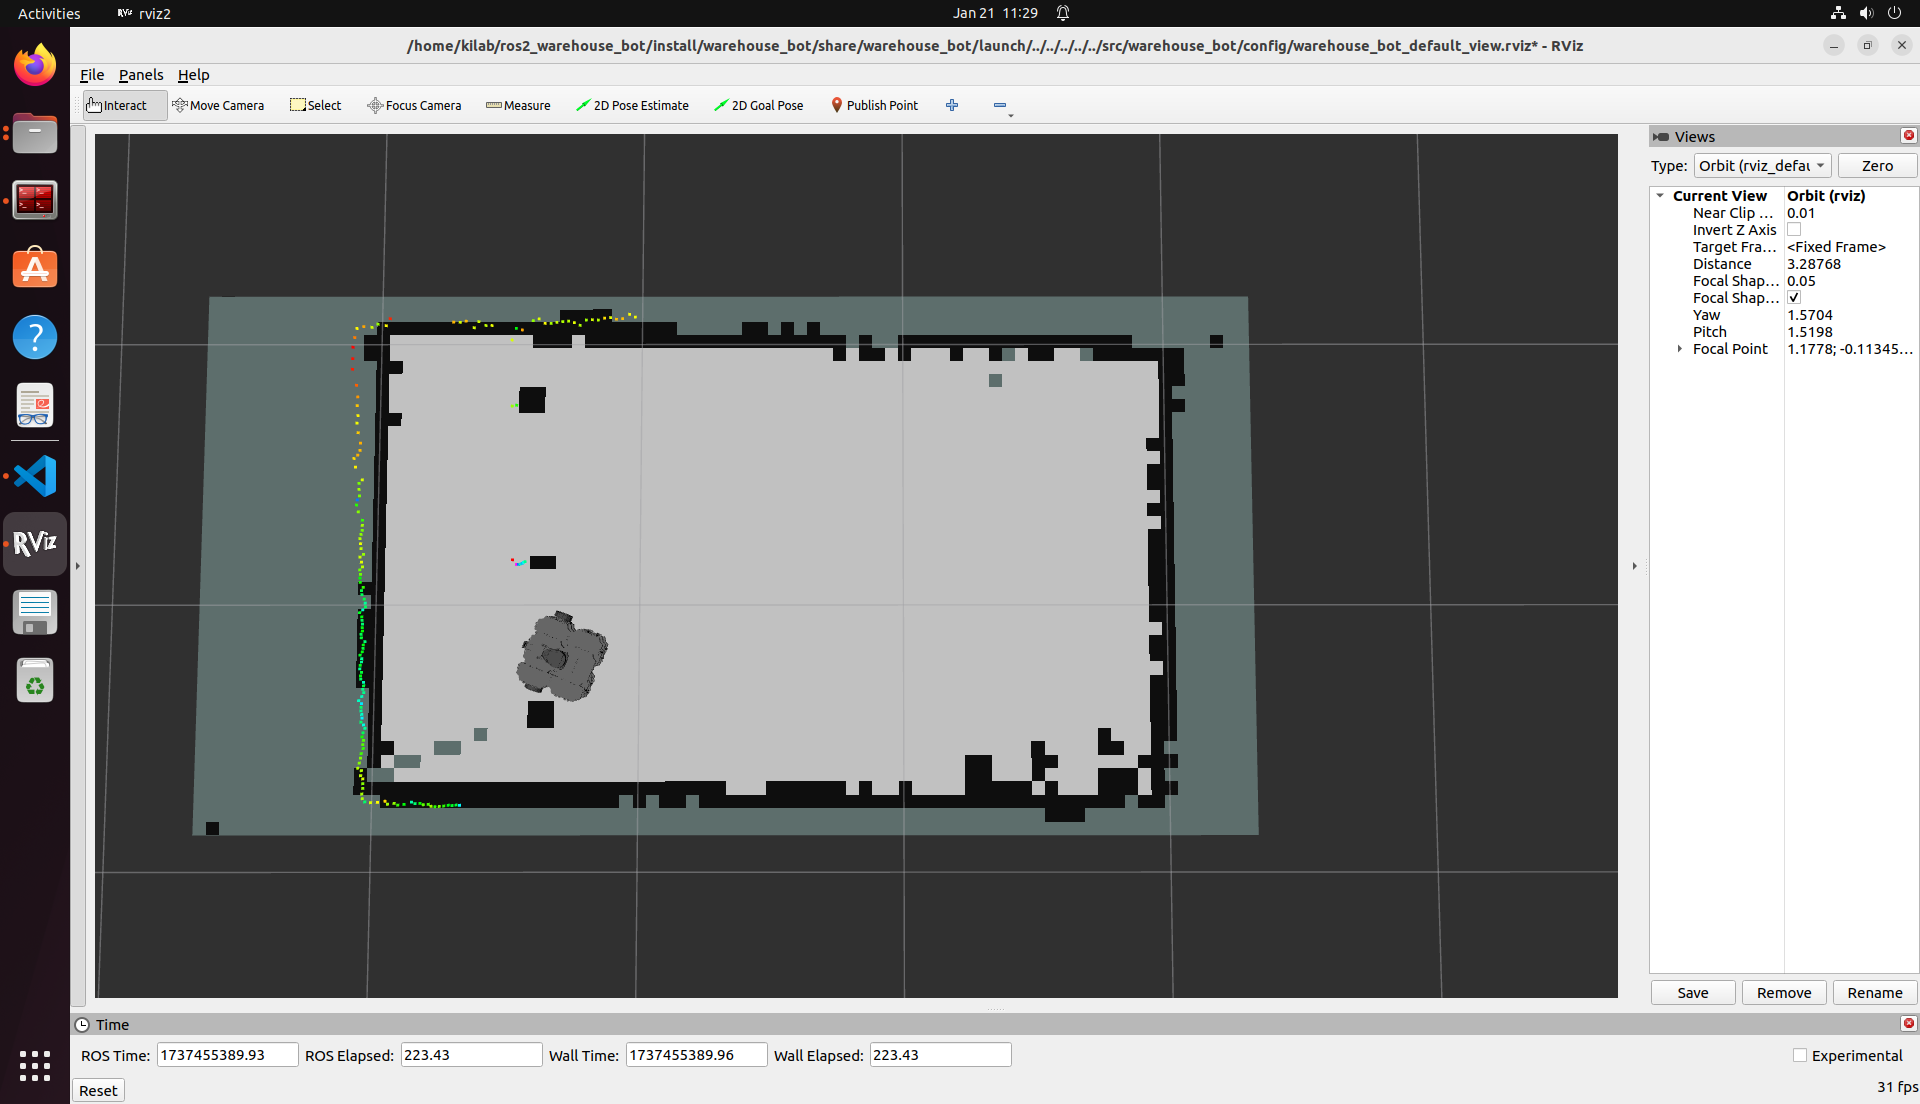 Activities RViz rviz2 Jan 21 11:29
/home/kilab/ros2_warehouse_bot/install/warehouse_bot/share/warehouse_bot/launch/../../../../../src/warehouse_bot/config/warehouse_bot_default_view.rviz* - RViz
File Panels Help
Interact Move Camera Select Focus Camera Measure 2D Pose Estimate 2D Goal Pose Publish Point
Views
Type: Orbit (rviz_defau Zero
Current View Orbit (rviz)
Near Clip ... 0.01
Invert Z Axis
Target Fra... <Fixed Frame>
Distance 3.28768
Focal Shap... 0.05
Focal Shap...
Yaw 1.5704
Pitch 1.5198
Focal Point 1.1778; -0.11345...
RViz
Save Remove Rename
Time
ROS Time: 1737455389.93 ROS Elapsed: 223.43 Wall Time: 1737455389.96 Wall Elapsed: 223.43 Experimental
Reset 31 fps